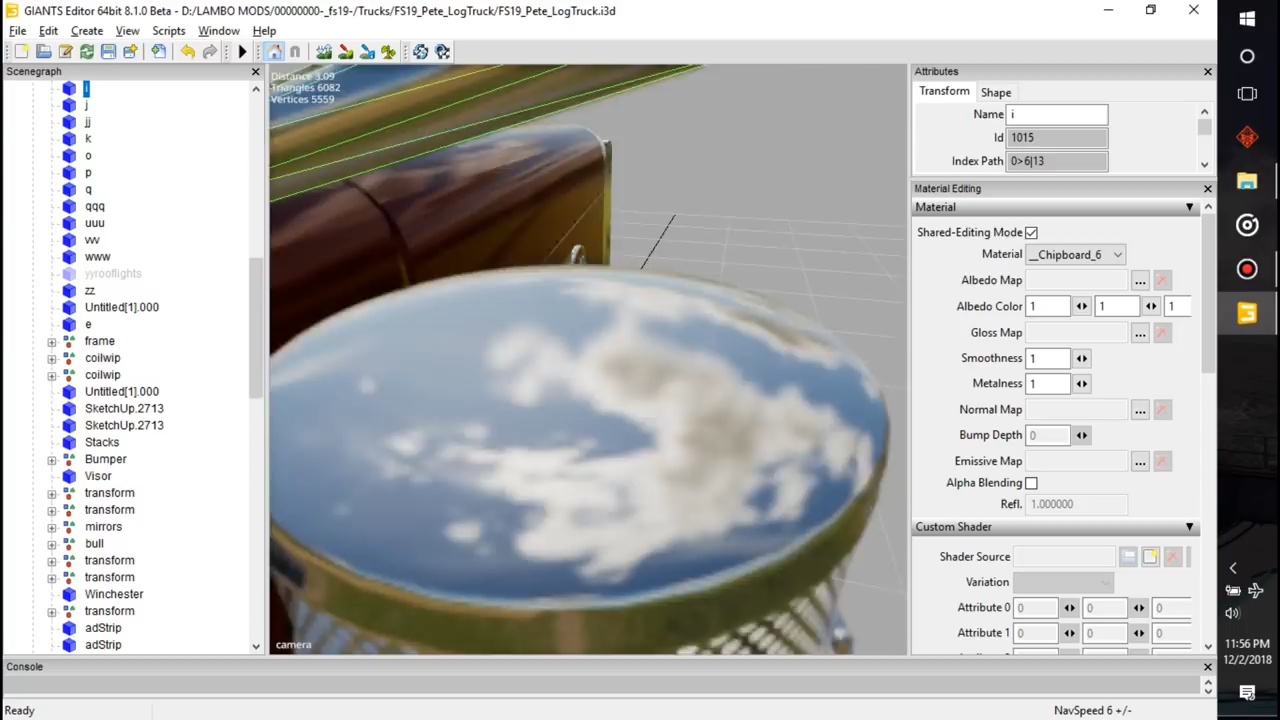 GIANTS Editor 64bit 8.1.0 Beta - D:/LAMBO MODS/00000000-_fs19-/Trucks/FS19_Pete_LogTruck/FS19_Pete_LogTruck.i3d
File Edit Create View Scripts Window Help
Scenegraph
i
j
jj
k
o
p
q
qqq
uuu
vv
www
yyrooflights
zz
Untitled[1].000
e
frame
coilwip
coilwip
Untitled[1].000
SketchUp.2713
SketchUp.2713
Stacks
Bumper
Visor
transform
transform
mirrors
bull
transform
transform
Winchester
transform
adStrip
adStrip
Distance 3.09
Triangles 6082
Vertices 5559
camera
Attributes
Transform Shape
Name i
Id 1015
Index Path 0>6|13
Material Editing
Material
Shared-Editing Mode
Material __Chipboard_6
Albedo Map ...
Albedo Color 1 1 1
Gloss Map ...
Smoothness 1
Metalness 1
Normal Map ...
Bump Depth 0
Emissive Map ...
Alpha Blending
Refl. 1.000000
Custom Shader
Shader Source
Variation
Attribute 0 0 0 0
Attribute 1 0 0 0
Console
Ready
NavSpeed 6 +/-
11:56 PM
12/2/2018